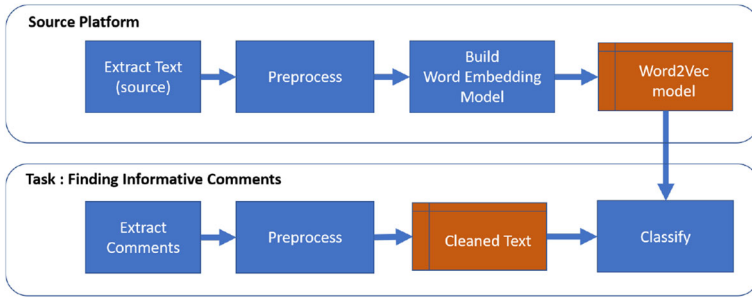 Source Platform
Extract Text
(source)
Preprocess
Build
Word Embedding
Model
Word2Vec
model
Task : Finding Informative Comments
Extract
Comments
Preprocess
Cleaned Text
Classify